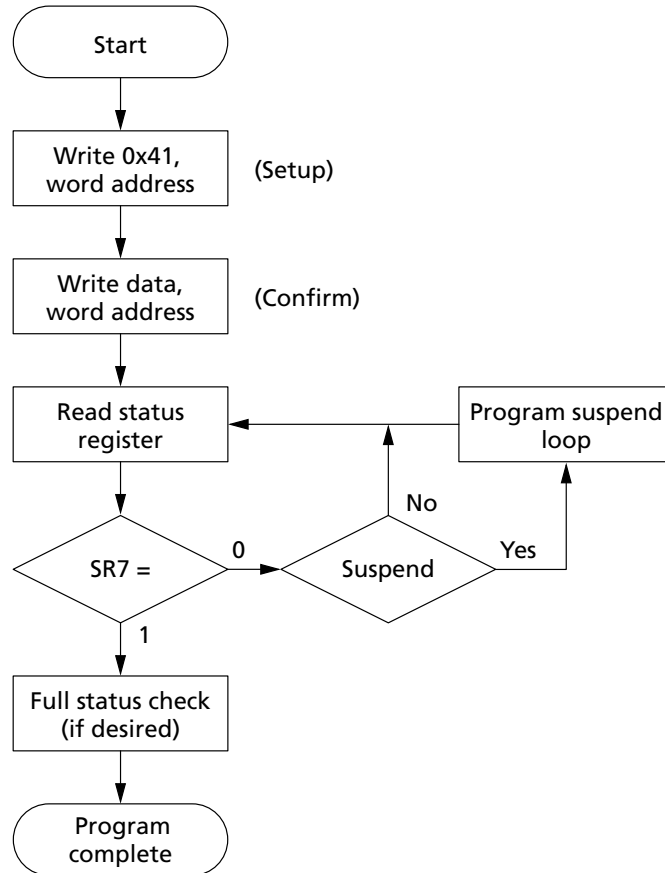 Start
Write 0x41,
word address
(Setup)
Write data,
word address
(Confirm)
Read status
register
Program suspend
loop
No
SR7 =
0
Suspend
Yes
1
Full status check
(if desired)
Program
complete